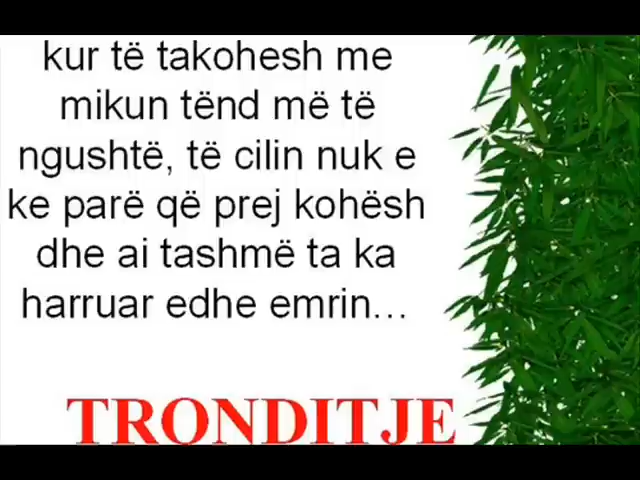 kur të takohesh me
mikun tënd më të
ngushtë, të cilin nuk e
ke parë që prej kohësh
dhe ai tashmë ta ka
harruar edhe emrin...
TRONDITJE